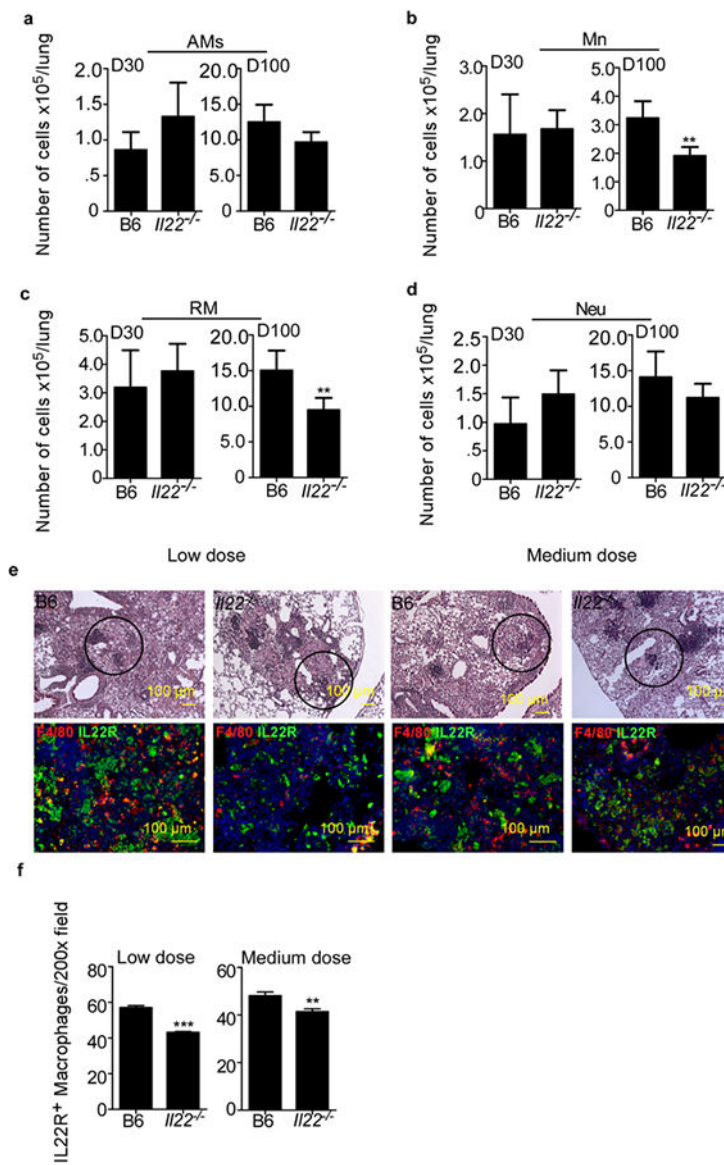 a
AMs
Number of cells x10⁵/lung
D30
2.0
1.5
1.0
.5
0
B6
Il22⁻/⁻
D100
20.0
15.0
10.0
5.0
0
B6
Il22⁻/⁻
b
Mn
Number of cells x10⁵/lung
D30
3.0
2.0
1.0
0
B6
Il22⁻/⁻
D100
5.0
4.0
3.0
2.0
1.0
0
**
B6
Il22⁻/⁻
c
RM
Number of cells x10⁵/lung
D30
5.0
4.0
3.0
2.0
1.0
0
B6
Il22⁻/⁻
D100
20.0
15.0
10.0
5.0
0
**
B6
Il22⁻/⁻
d
Neu
Number of cells x10⁵/lung
D30
2.5
2.0
1.5
1.0
.5
0
B6
Il22⁻/⁻
D100
20.0
15.0
10.0
5.0
0
B6
Il22⁻/⁻
Low dose
Medium dose
e
B6
100 µm
Il22⁻/⁻
100 µm
B6
100 µm
Il22⁻/⁻
100 µ
F4/80 IL22R
100 µm
F4/80 IL22R
100 µm
F4/80 IL22R
100 µm
F4/80 IL22R
100 µm
f
IL22R⁺ Macrophages/200x field
Low dose
80
60
40
20
0
***
B6
Il22⁻/⁻
Medium dose
60
40
20
0
**
B6
Il22⁻/⁻